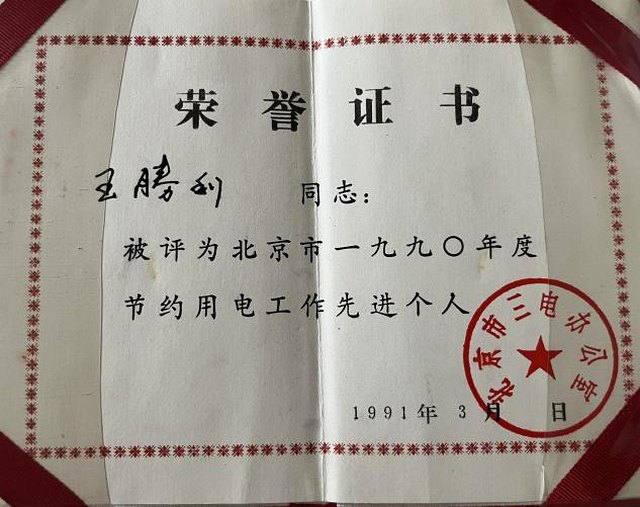 荣誉证书
王勝利 同志：
被评为北京市一九九〇年度
节约用电工作先进个人
北京市三电办公室
1991年3月 日